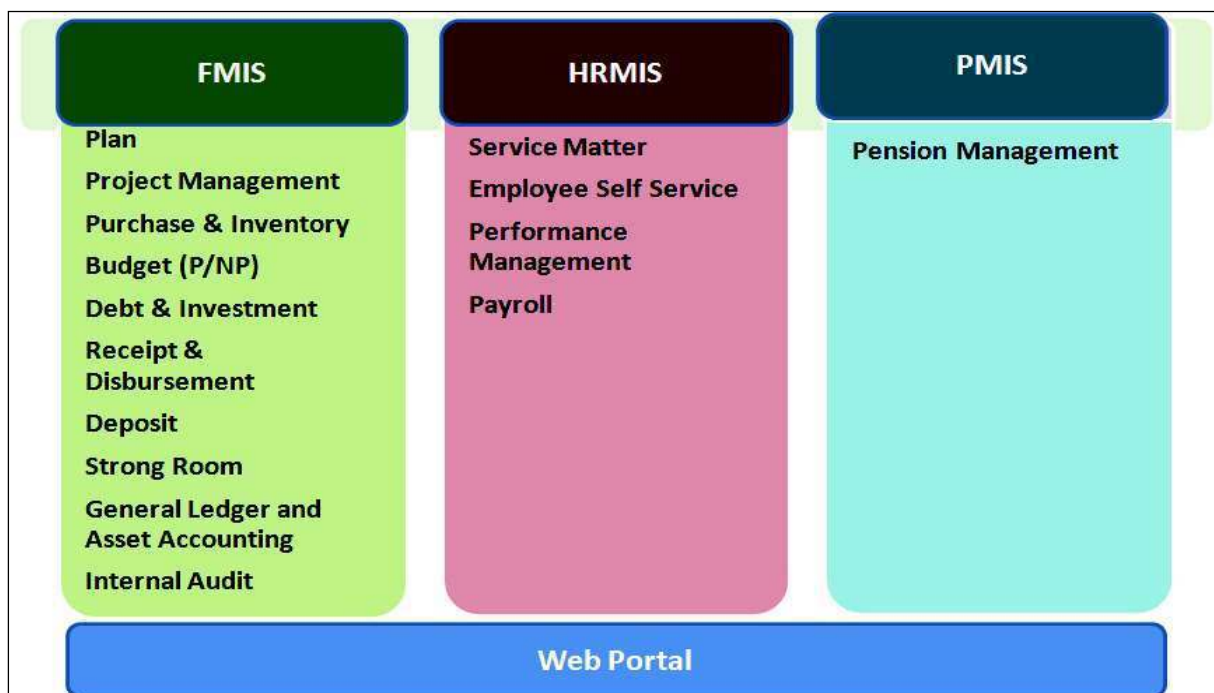 FMIS
Plan
Project Management
Purchase & Inventory
Budget (P/NP)
Debt & Investment
Receipt &
Disbursement
Deposit
Strong Room
General Ledger and
Asset Accounting
Internal Audit
HRMIS
Service Matter
Employee Self Service
Performance
Management
Payroll
PMIS
Pension Management
Web Portal